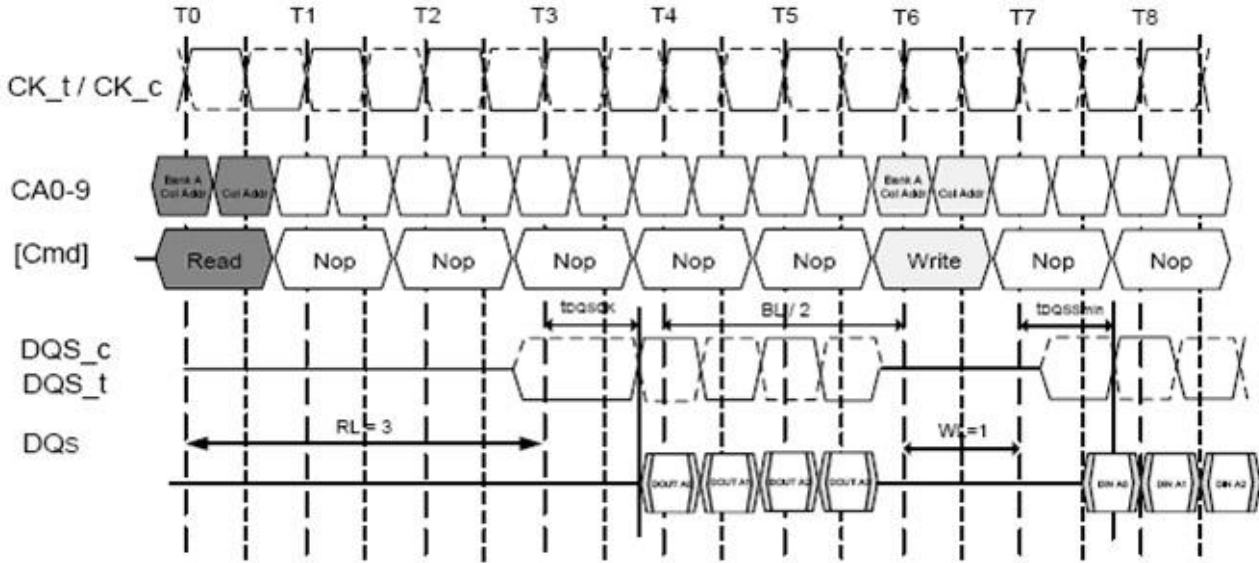 T0 T1 T2 T3 T4 T5 T6 T7 T8
CK_t / CK_c
CA0-9 Bank A Col Addr Col Addr Bank A Col Addr Col Addr
[Cmd] Read Nop Nop Nop Nop Nop Write Nop Nop
tDQSCK BL / 2 tDQSSmin
DQS_c
DQS_t
RL = 3 WL=1
DQs
DOUT A0 DOUT A1 DOUT A2 DOUT A3 DIN A0 DIN A1 DIN A2